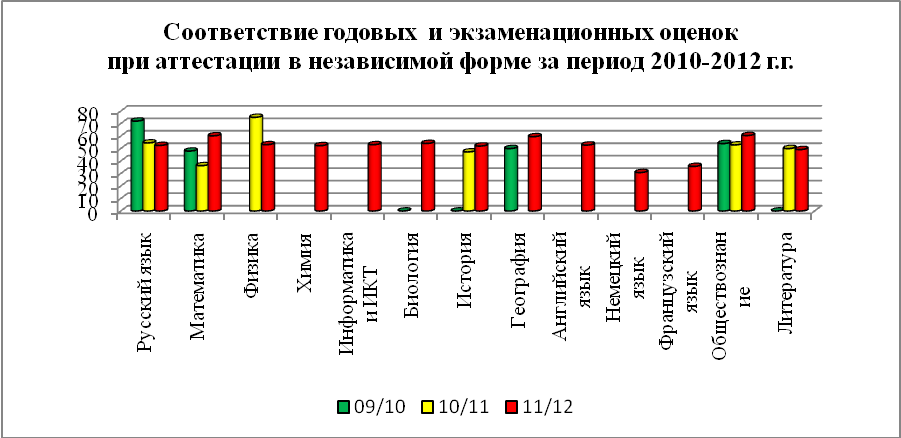 Соответствие годовых и экзаменационных оценок
при аттестации в независимой форме за период 2010-2012 г.г.
80
70
60
50
40
30
20
10
0
Русский язык
Математика
Физика
Химия
Информатика
и ИКТ
Биология
История
География
Английский
язык
Немецкий
язык
Французский
язык
Обществознан
ие
Литература
09/10
10/11
11/12